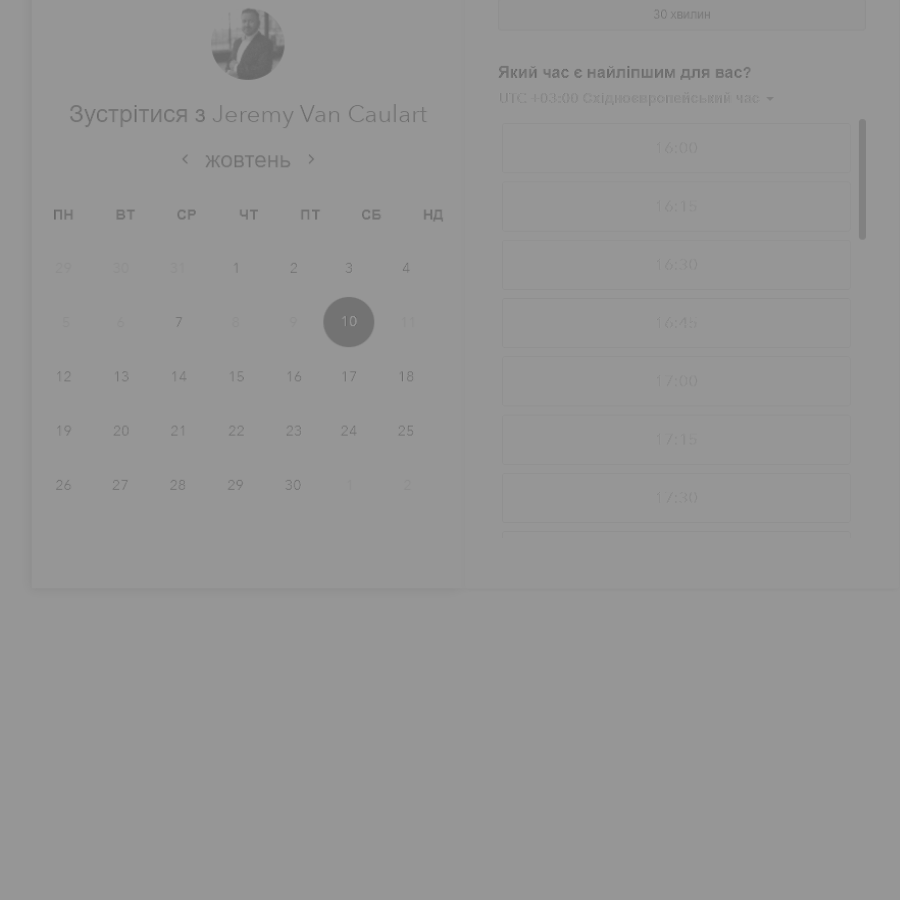 Зустрітися з Jeremy Van Caulart
жовтень
ПН ВТ СР ЧТ ПТ СБ НД
29 30 31 1 2 3 4
5 6 7 8 9 10 11
12 13 14 15 16 17 18
19 20 21 22 23 24 25
26 27 28 29 30 1 2
30 хвилин
Який час є найліпшим для вас?
UTC +03:00 Східноєвропейський час
16:00
16:15
16:30
16:45
17:00
17:15
17:30